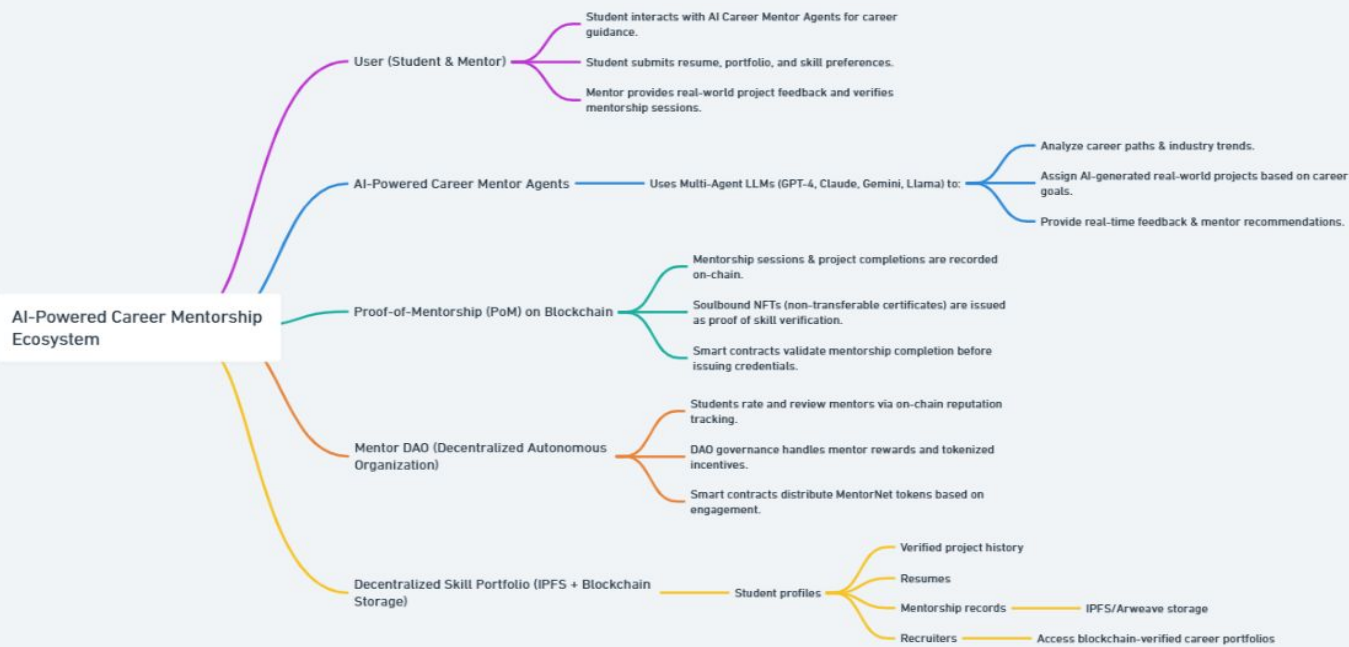 AI-Powered Career Mentorship
Ecosystem
User (Student & Mentor)
Student interacts with AI Career Mentor Agents for career
guidance.
Student submits resume, portfolio, and skill preferences.
Mentor provides real-world project feedback and verifies
mentorship sessions.
AI-Powered Career Mentor Agents
Uses Multi-Agent LLMs (GPT-4, Claude, Gemini, Llama) to:
Analyze career paths & industry trends.
Assign AI-generated real-world projects based on career
goals.
Provide real-time feedback & mentor recommendations.
Proof-of-Mentorship (PoM) on Blockchain
Mentorship sessions & project completions are recorded
on-chain.
Soulbound NFTs (non-transferable certificates) are issued
as proof of skill verification.
Smart contracts validate mentorship completion before
issuing credentials.
Mentor DAO (Decentralized Autonomous
Organization)
Students rate and review mentors via on-chain reputation
tracking.
DAO governance handles mentor rewards and tokenized
incentives.
Smart contracts distribute MentorNet tokens based on
engagement.
Decentralized Skill Portfolio (IPFS + Blockchain
Storage)
Student profiles
Verified project history
Resumes
Mentorship records
IPFS/Arweave storage
Recruiters
Access blockchain-verified career portfolios